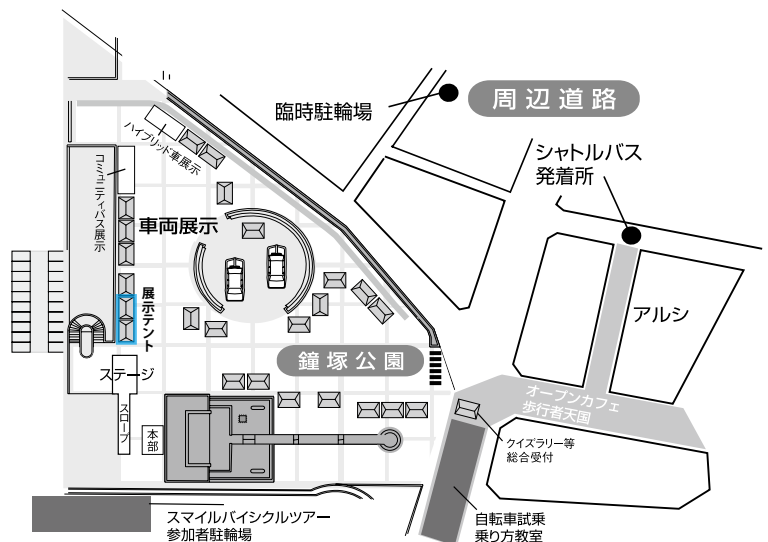 臨時駐輪場
周辺道路
シャトルバス
発着所
ハイブリッド車展示
コミュニティバス展示
車両展示
展示テント
アルシ
鐘塚公園
ステージ
スロープ
本部
オープンカフェ
歩行者天国
クイズラリー等
総合受付
スマイルバイシクルツアー
参加者駐輪場
自転車試乗
乗り方教室